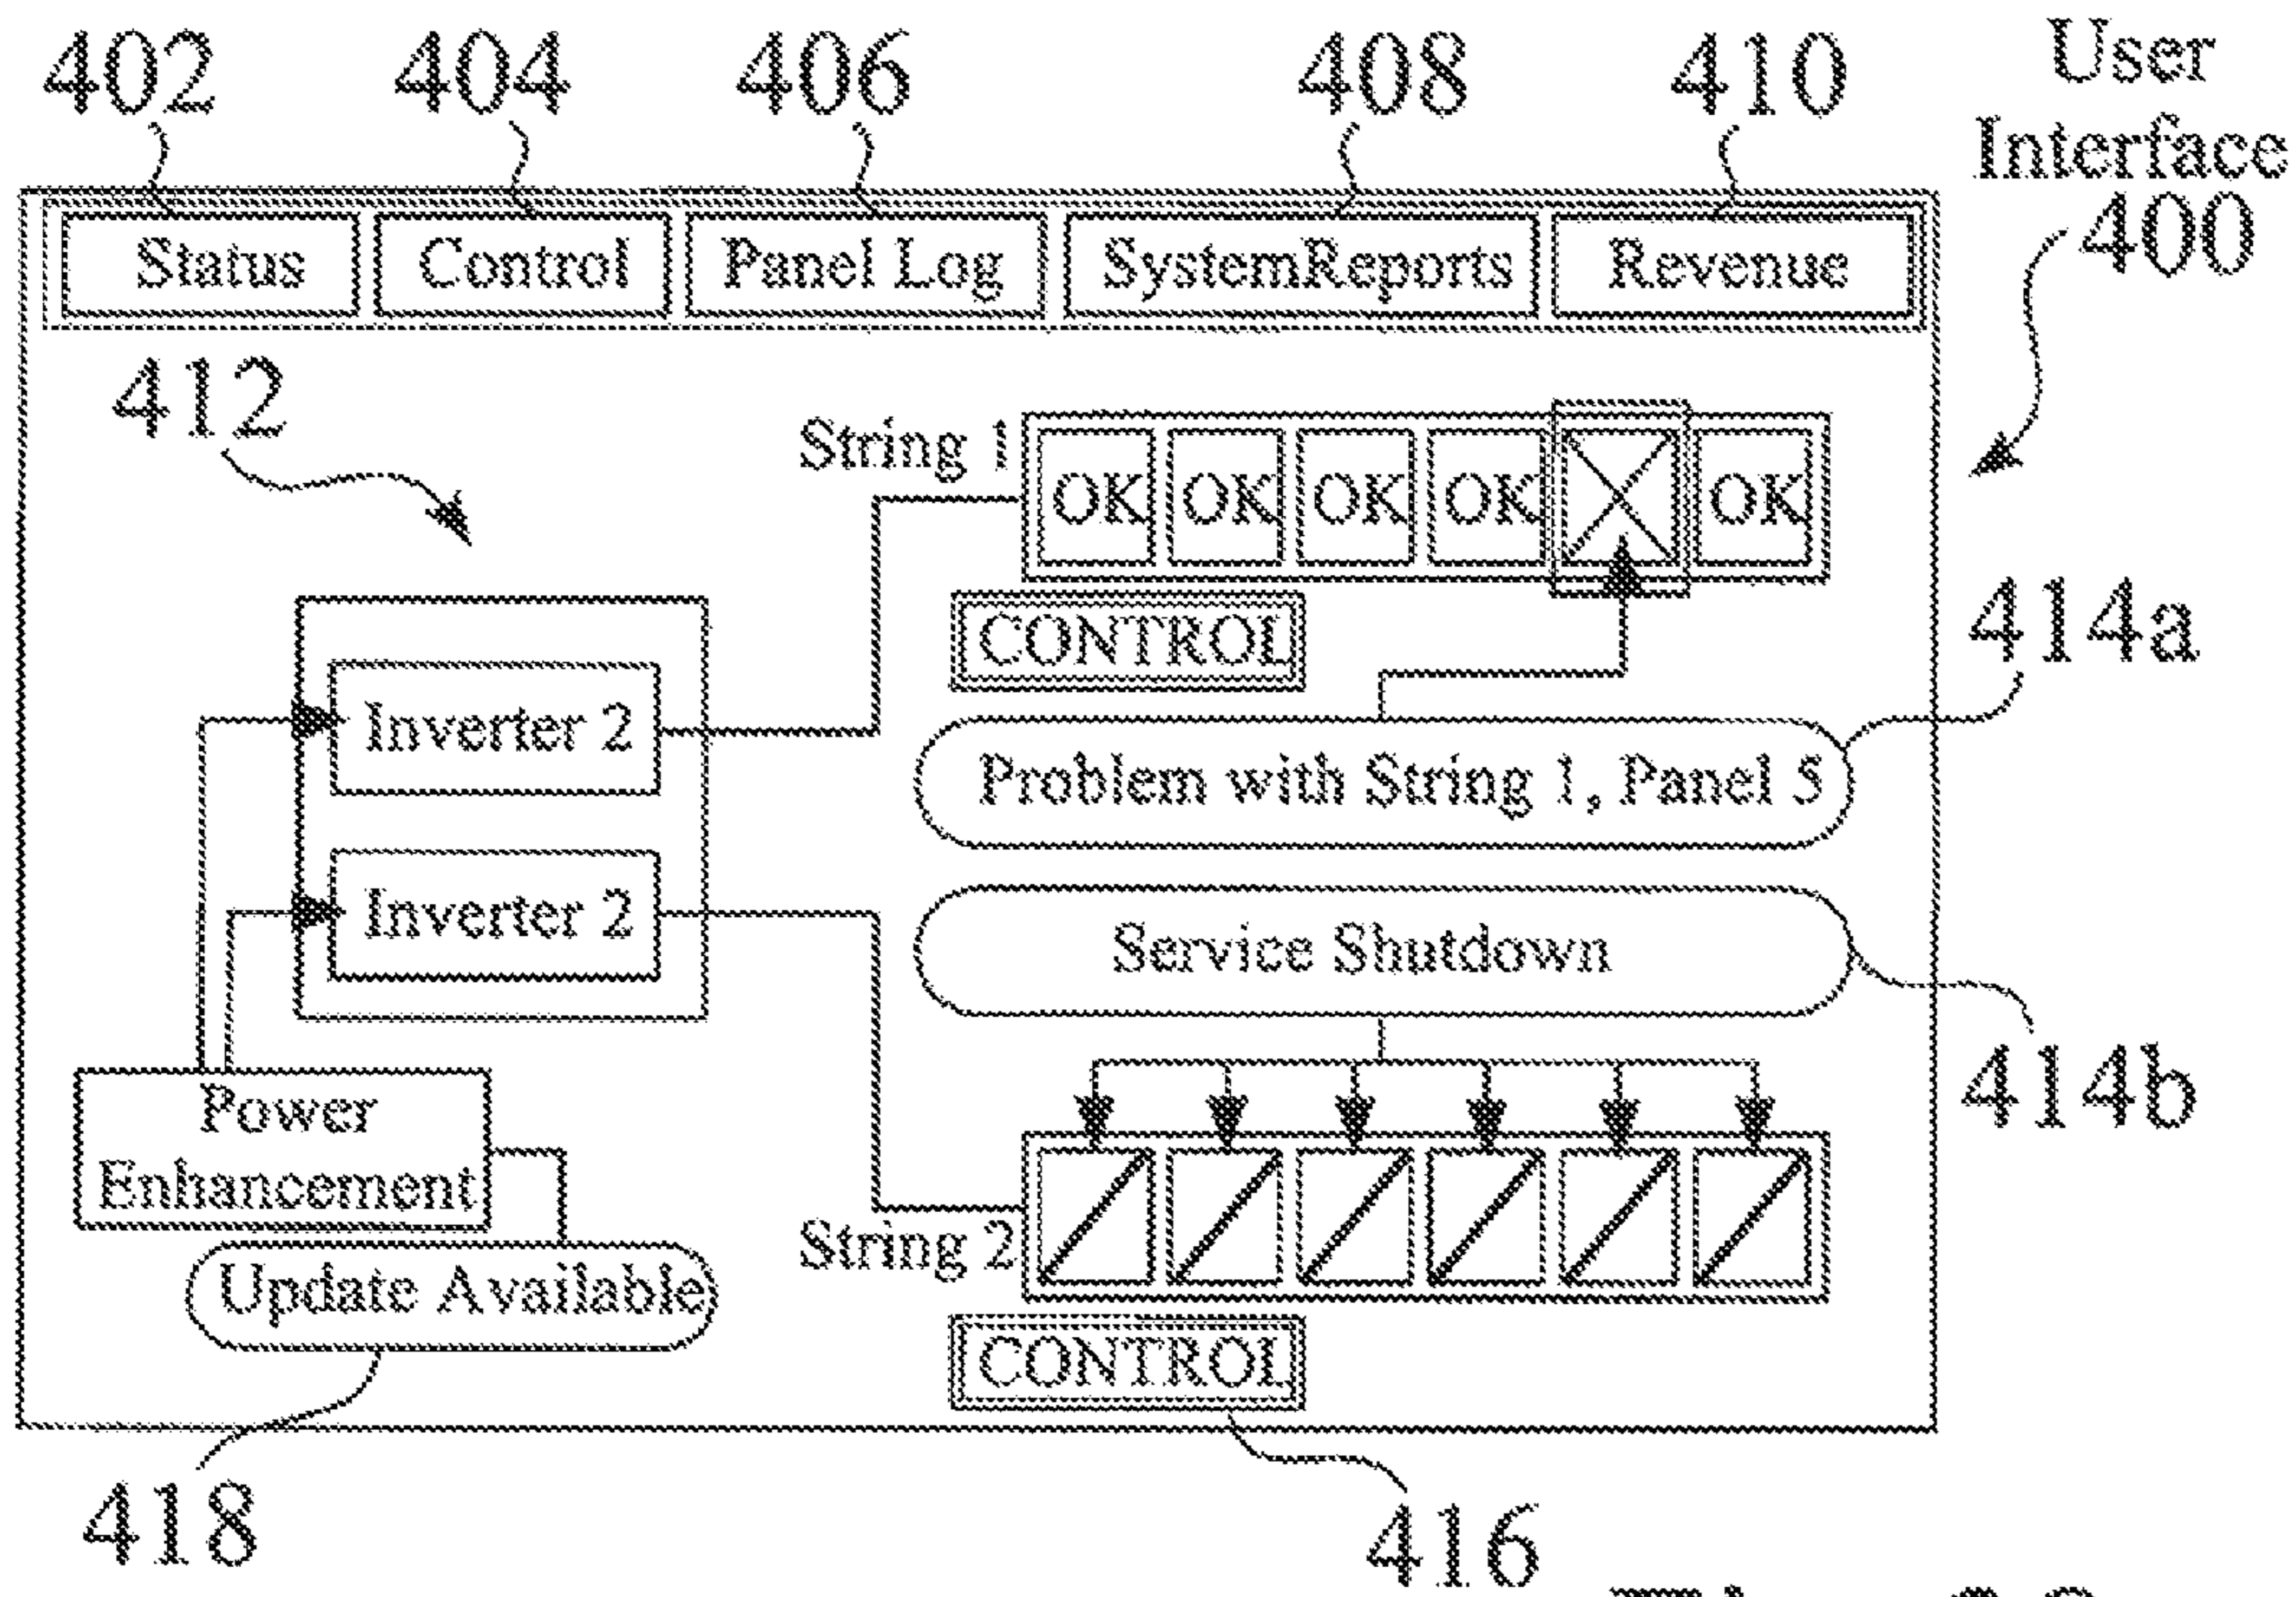 402 404 406 408 410
User
Interface
400
Status Control Panel Log SystemReports Revenue
412
String 1
OK OK OK OK OK
CONTROL
414a
Inverter 2
Problem with String 1, Panel 5
Inverter 2
Service Shutdown
414b
Power
Enhancement
String 2
Update Available
CONTROL
418
416